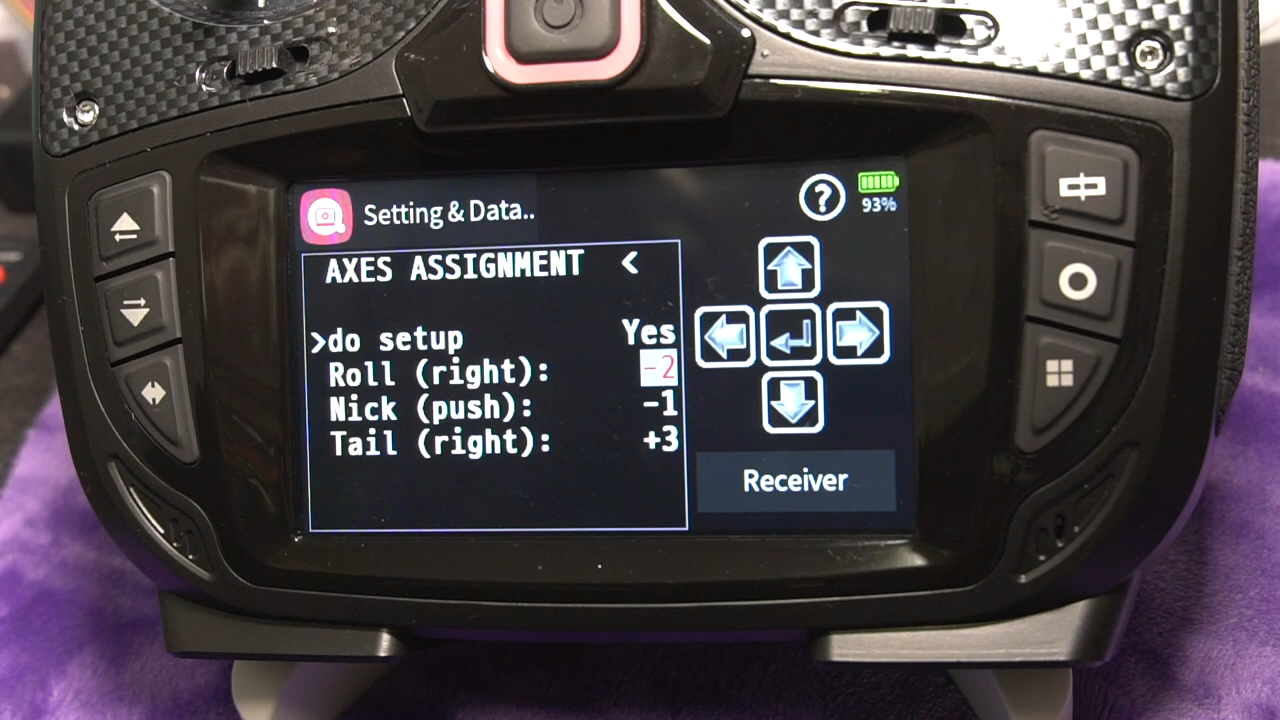 Setting & Data..
?
93%
AXES ASSIGNMENT <
>do setup Yes
Roll (right): -2
Nick (push): -1
Tail (right): +3
Receiver